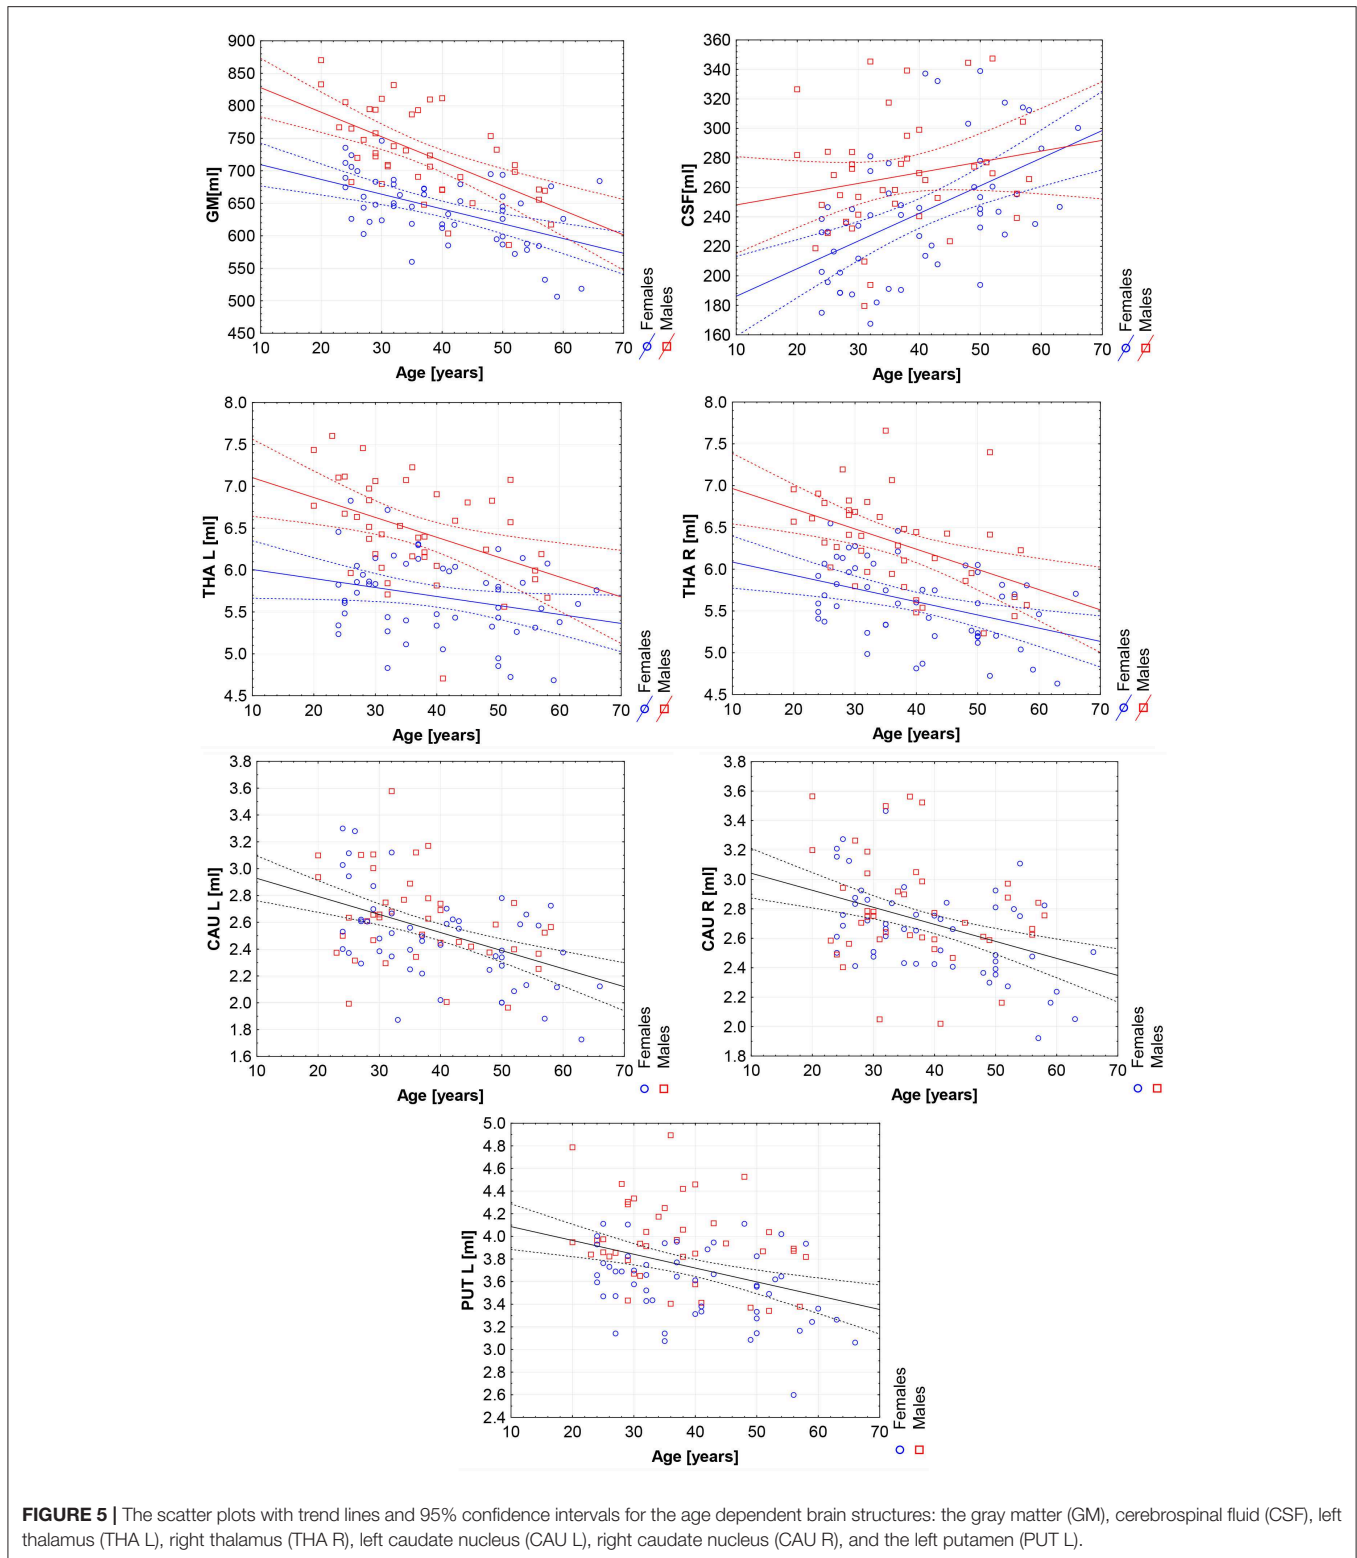 900
850
800
750
700
650
600
550
500
450
GM[ml]
10 20 30 40 50 60 70
Age [years]
Females
Males
360
340
320
300
280
260
240
220
200
180
160
CSF[ml]
10 20 30 40 50 60 70
Age [years]
Females
Males
8.0
7.5
7.0
6.5
6.0
5.5
5.0
4.5
THA L [ml]
10 20 30 40 50 60 70
Age [years]
Females
Males
8.0
7.5
7.0
6.5
6.0
5.5
5.0
4.5
THA R [ml]
10 20 30 40 50 60 70
Age [years]
Females
Males
3.8
3.6
3.4
3.2
3.0
2.8
2.6
2.4
2.2
2.0
1.8
1.6
CAU L [ml]
10 20 30 40 50 60 70
Age [years]
Females
Males
3.8
3.6
3.4
3.2
3.0
2.8
2.6
2.4
2.2
2.0
1.8
CAU R [ml]
10 20 30 40 50 60 70
Age [years]
Females
Males
5.0
4.8
4.6
4.4
4.2
4.0
3.8
3.6
3.4
3.2
3.0
2.8
2.6
2.4
PUT L [ml]
10 20 30 40 50 60 70
Age [years]
Females
Males
FIGURE 5 | The scatter plots with trend lines and 95% confidence intervals for the age dependent brain structures: the gray matter (GM), cerebrospinal fluid (CSF), left
thalamus (THA L), right thalamus (THA R), left caudate nucleus (CAU L), right caudate nucleus (CAU R), and the left putamen (PUT L).